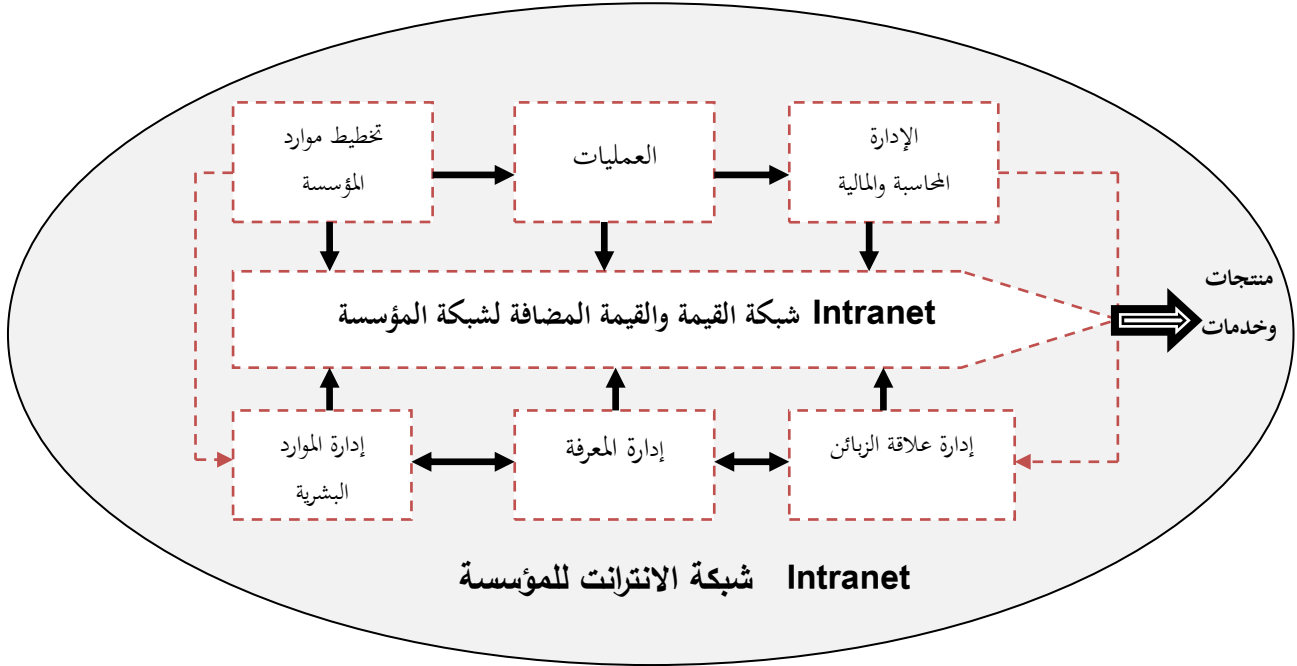 تخطيط موارد
المؤسسة
العمليات
الإدارة
المحاسبة والمالية
Intranet شبكة القيمة والقيمة المضافة لشبكة المؤسسة
منتجات
وخدمات
إدارة الموارد
البشرية
إدارة المعرفة
إدارة علاقة الزبائن
Intranet شبكة الانترانت للمؤسسة